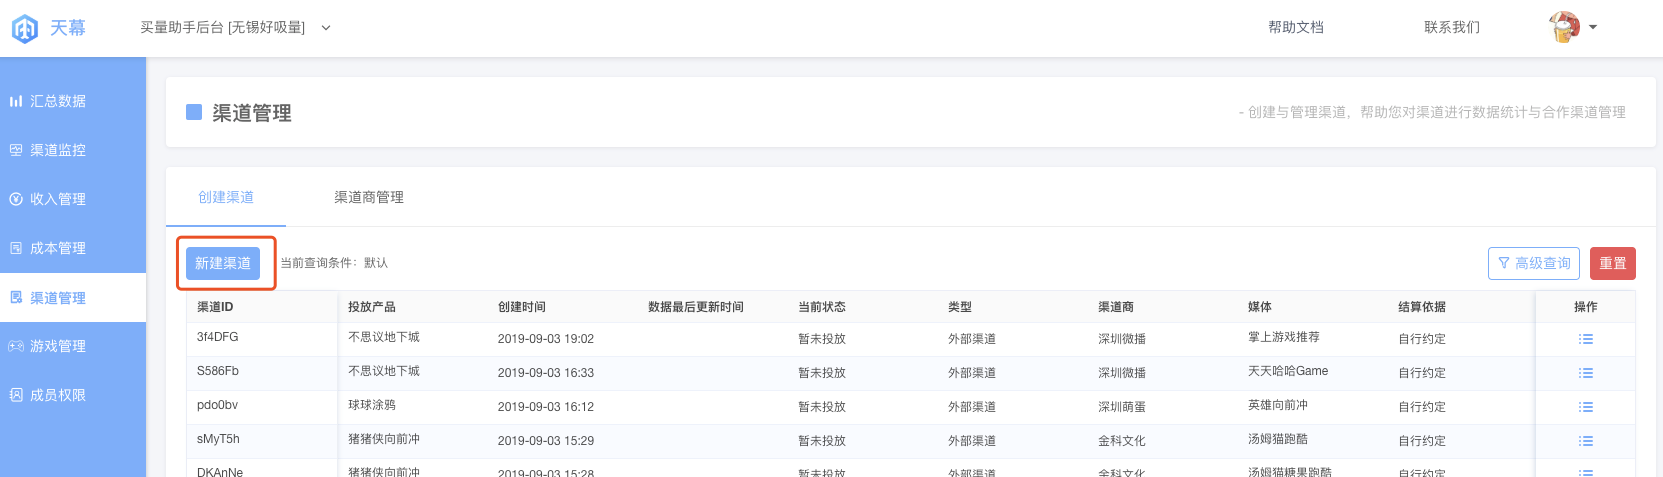 天幕
买量助手后台 [无锡好吸量]
帮助文档
联系我们
汇总数据
渠道监控
收入管理
成本管理
渠道管理
游戏管理
成员权限
渠道管理
- 创建与管理渠道，帮助您对渠道进行数据统计与合作渠道管理
创建渠道 渠道商管理
新建渠道 当前查询条件：默认 高级查询 重置
渠道ID 投放产品 创建时间 数据最后更新时间 当前状态 类型 渠道商 媒体 结算依据 操作
3f4DFG 不思议地下城 2019-09-03 19:02 暂未投放 外部渠道 深圳微播 掌上游戏推荐 自行约定
S586Fb 不思议地下城 2019-09-03 16:33 暂未投放 外部渠道 深圳微播 天天哈哈Game 自行约定
pdo0bv 球球涂鸦 2019-09-03 16:12 暂未投放 外部渠道 深圳萌蛋 英雄向前冲 自行约定
sMyT5h 猪猪侠向前冲 2019-09-03 15:29 暂未投放 外部渠道 金科文化 汤姆猫跑酷 自行约定
DKAnNe 猪猪侠向前冲 2019-09-03 15:28 暂未投放 外部渠道 金科文化 汤姆猫糖果跑酷 自行约定